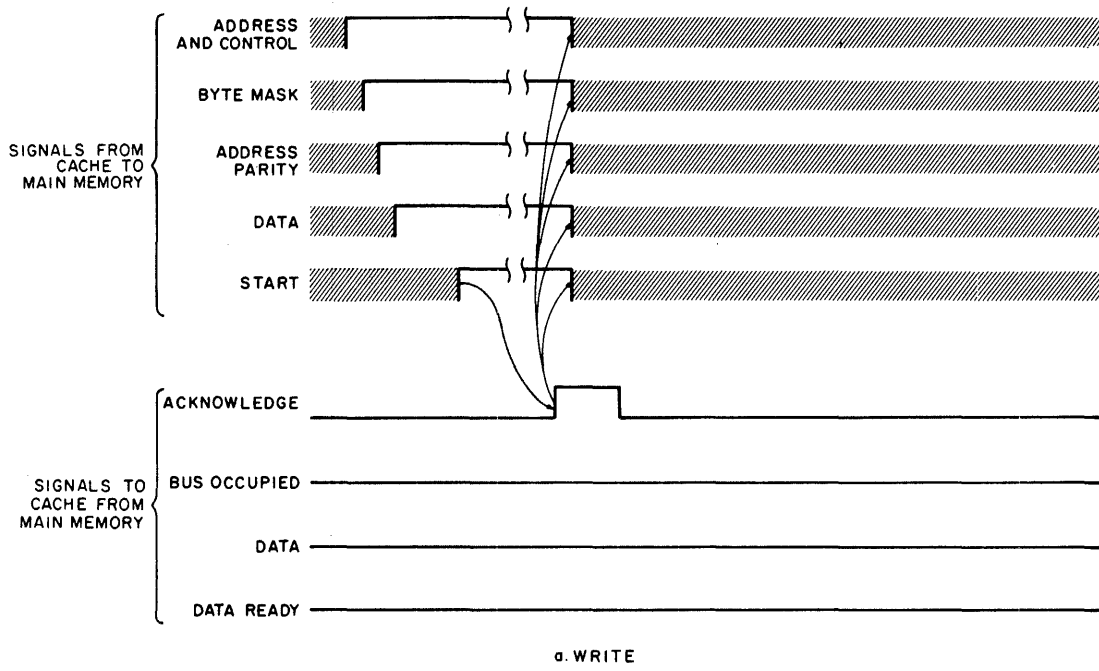 ADDRESS
AND CONTROL
BYTE MASK
SIGNALS FROM
CACHE TO
MAIN MEMORY
ADDRESS
PARITY
DATA
START
ACKNOWLEDGE
SIGNALS TO
CACHE FROM
MAIN MEMORY
BUS OCCUPIED
DATA
DATA READY
a. WRITE